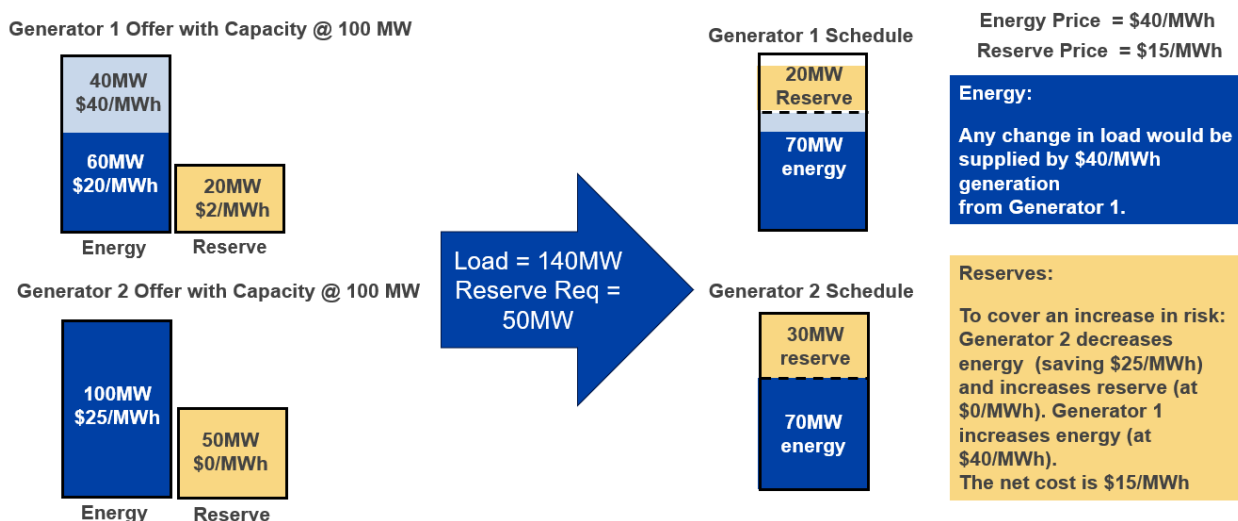 Generator 1 Offer with Capacity @ 100 MW
40MW
$40/MWh
60MW
$20/MWh
20MW
$2/MWh
Energy
Reserve
Generator 2 Offer with Capacity @ 100 MW
100MW
$25/MWh
50MW
$0/MWh
Energy
Reserve
Load = 140MW
Reserve Req =
50MW
Generator 1 Schedule
20MW
Reserve
70MW
energy
Generator 2 Schedule
30MW
reserve
70MW
energy
Energy Price = $40/MWh
Reserve Price = $15/MWh
Energy:
Any change in load would be
supplied by $40/MWh
generation
from Generator 1.
Reserves:
To cover an increase in risk:
Generator 2 decreases
energy (saving $25/MWh)
and increases reserve (at
$0/MWh). Generator 1
increases energy (at
$40/MWh).
The net cost is $15/MWh